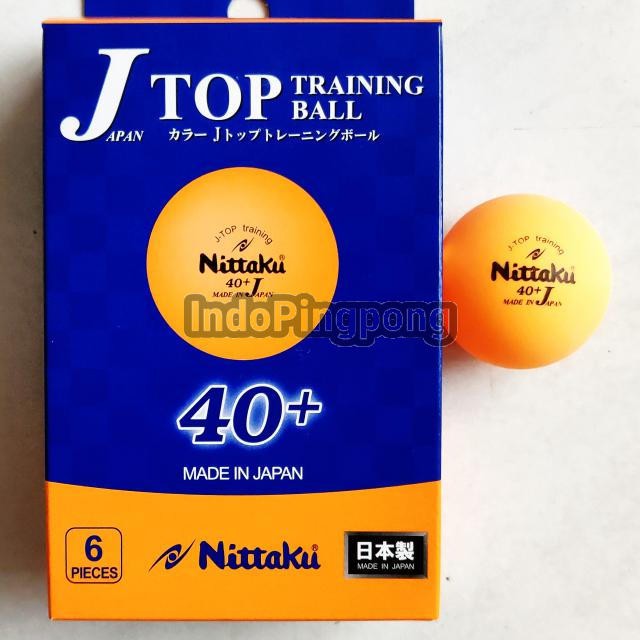 J TOP TRAINING
APAN BALL
カラー Jトップトレーニングボール
J-TOP training
Nittaku®
40+ J
MADE IN JAPAN
J-TOP training
Nittaku
40+ J
MADE IN JAPAN
IndoPingpong
40+
MADE IN JAPAN
6
PIECES
Nittaku®
日本製
MADE IN JAPAN